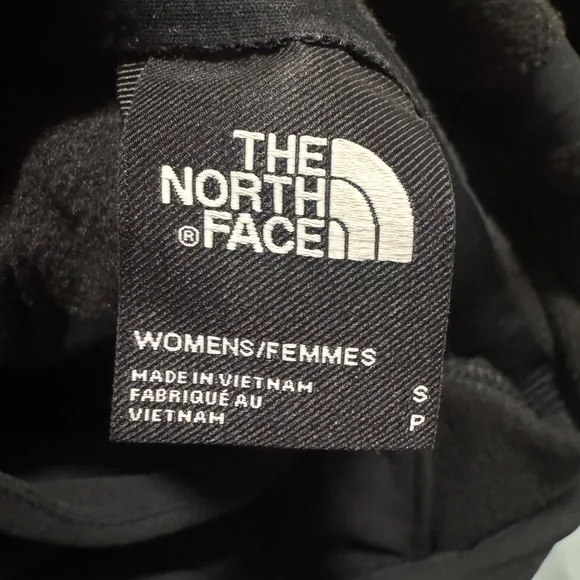 THE
NORTH
® FACE
WOMENS/FEMMES
MADE IN VIETNAM
FABRIQUÉ AU
VIETNAM
S
P